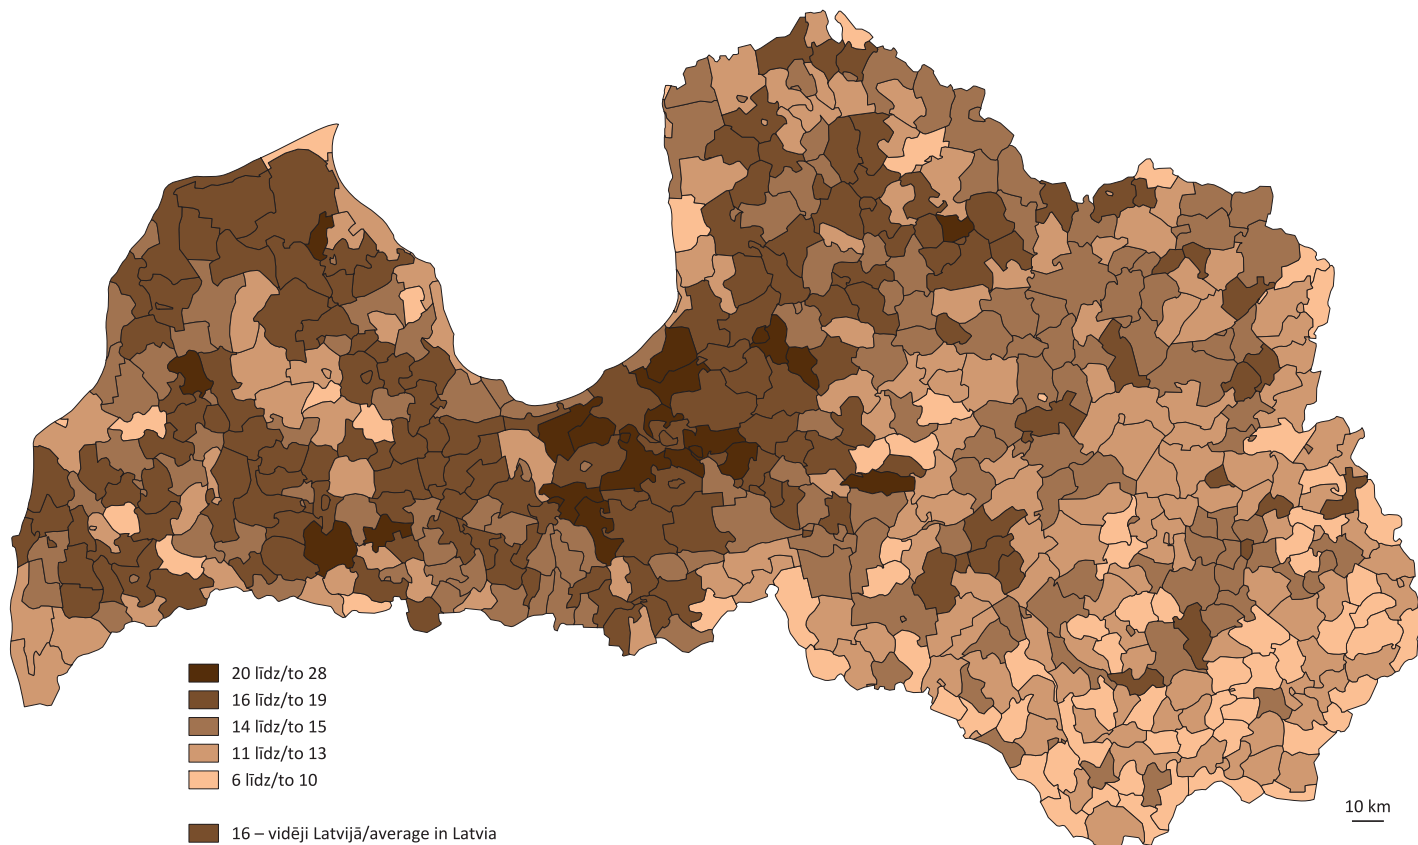 20 līdz/to 28
16 līdz/to 19
14 līdz/to 15
11 līdz/to 13
6 līdz/to 10
16 – vidēji Latvijā/average in Latvia
10 km